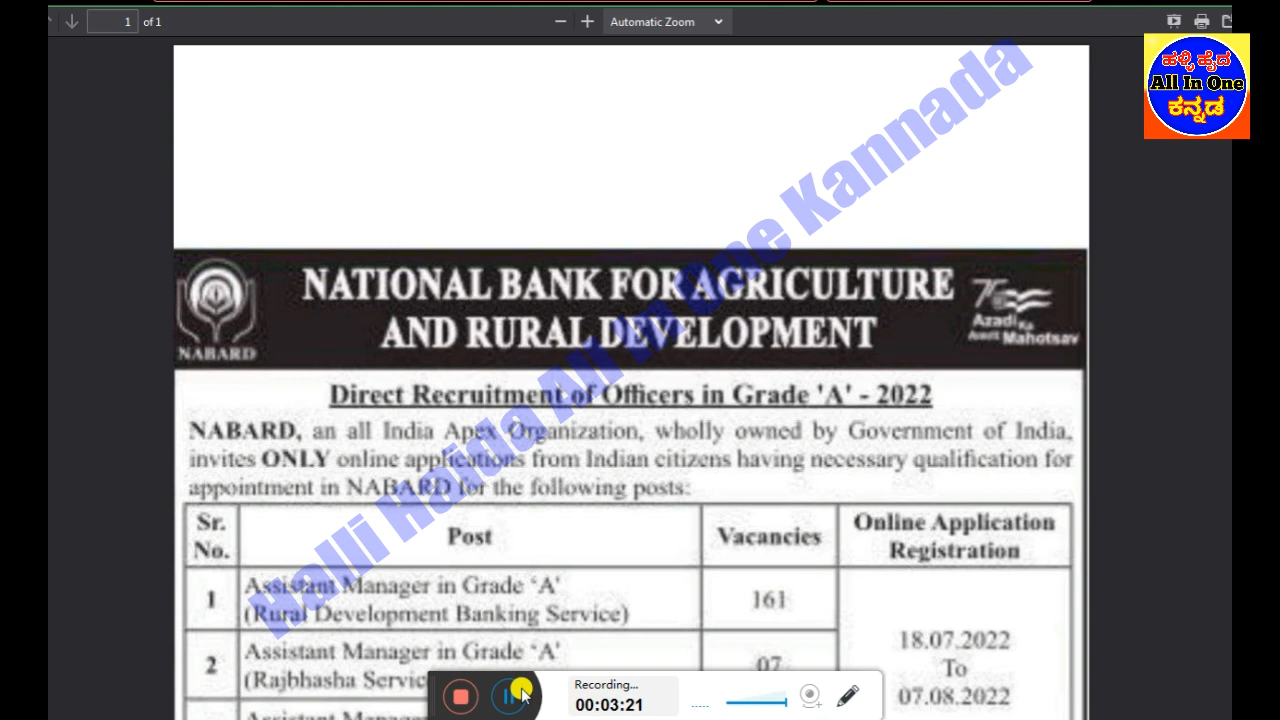 1 of 1
Automatic Zoom
ಹಳ್ಳಿ ಹೈದ
All In One
ಕನ್ನಡ
Halli Haida All In One Kannada
NATIONAL BANK FOR AGRICULTURE
AND RURAL DEVELOPMENT
NABARD
75
Azadi Ka
Amrit Mahotsav
Direct Recruitment of Officers in Grade 'A' - 2022
NABARD, an all India Apex Organization, wholly owned by Government of India,
invites ONLY online applications from Indian citizens having necessary qualification for
appointment in NABARD for the following posts:
Sr. No. Post Vacancies Online Application Registration
1 Assistant Manager in Grade 'A' 161
(Rural Development Banking Service)
2 Assistant Manager in Grade 'A' 07
(Rajbhasha Servic
18.07.2022
To
07.08.2022
Assistant Manage
Recording...
00:03:21